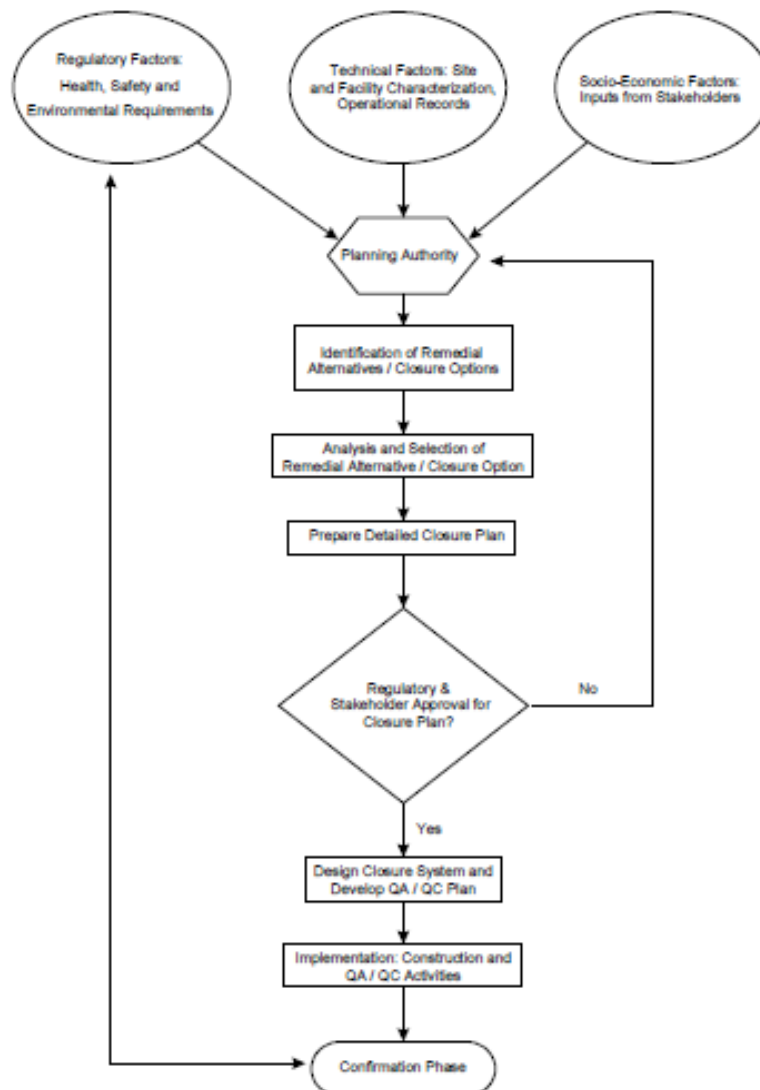 Regulatory Factors:
Health, Safety and
Environmental Requirements
Technical Factors: Site
and Facility Characterization,
Operational Records
Socio-Economic Factors:
Inputs from Stakeholders
Planning Authority
Identification of Remedial
Alternatives / Closure Options
Analysis and Selection of
Remedial Alternative / Closure Option
Prepare Detailed Closure Plan
Regulatory &
Stakeholder Approval for
Closure Plan?
No
Yes
Design Closure System and
Develop QA / QC Plan
Implementation: Construction and
QA / QC Activities
Confirmation Phase